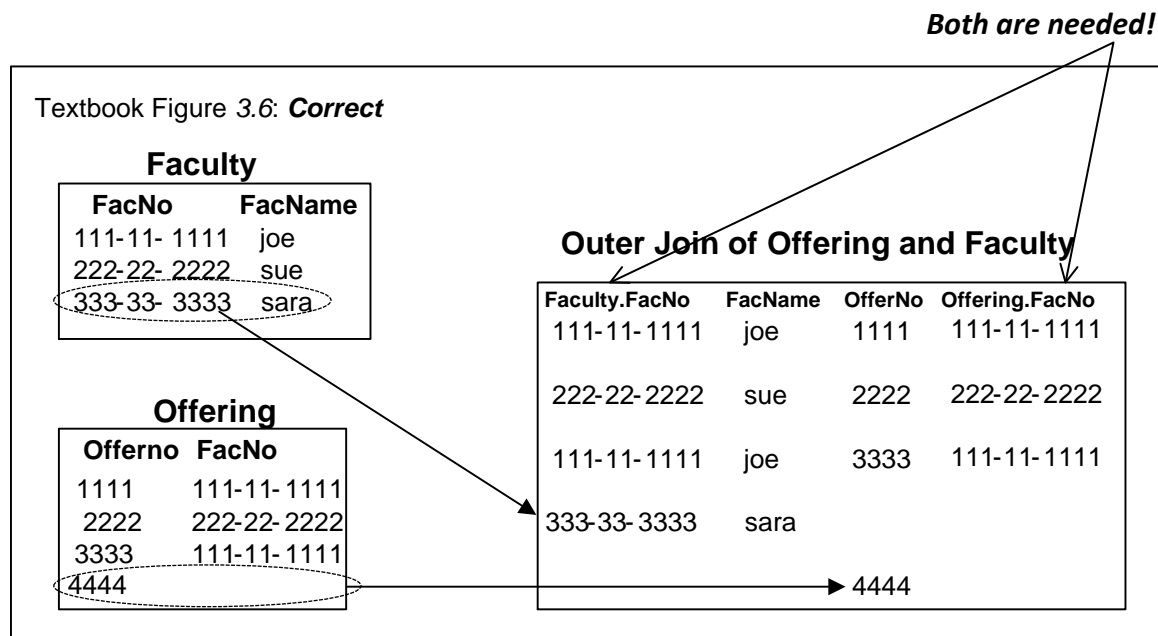 Both are needed!
Textbook Figure 3.6: Correct
Faculty
FacNo FacName
111-11- 1111 joe
222-22- 2222 sue
333-33- 3333 sara
Offering
Offerno FacNo
1111 111-11-1111
2222 222-22-2222
3333 111-11-1111
4444
Outer Join of Offering and Faculty
Faculty.FacNo FacName OfferNo Offering.FacNo
111-11-1111 joe 1111 111-11-1111
222-22-2222 sue 2222 222-22-2222
111-11-1111 joe 3333 111-11-1111
333-33-3333 sara
4444